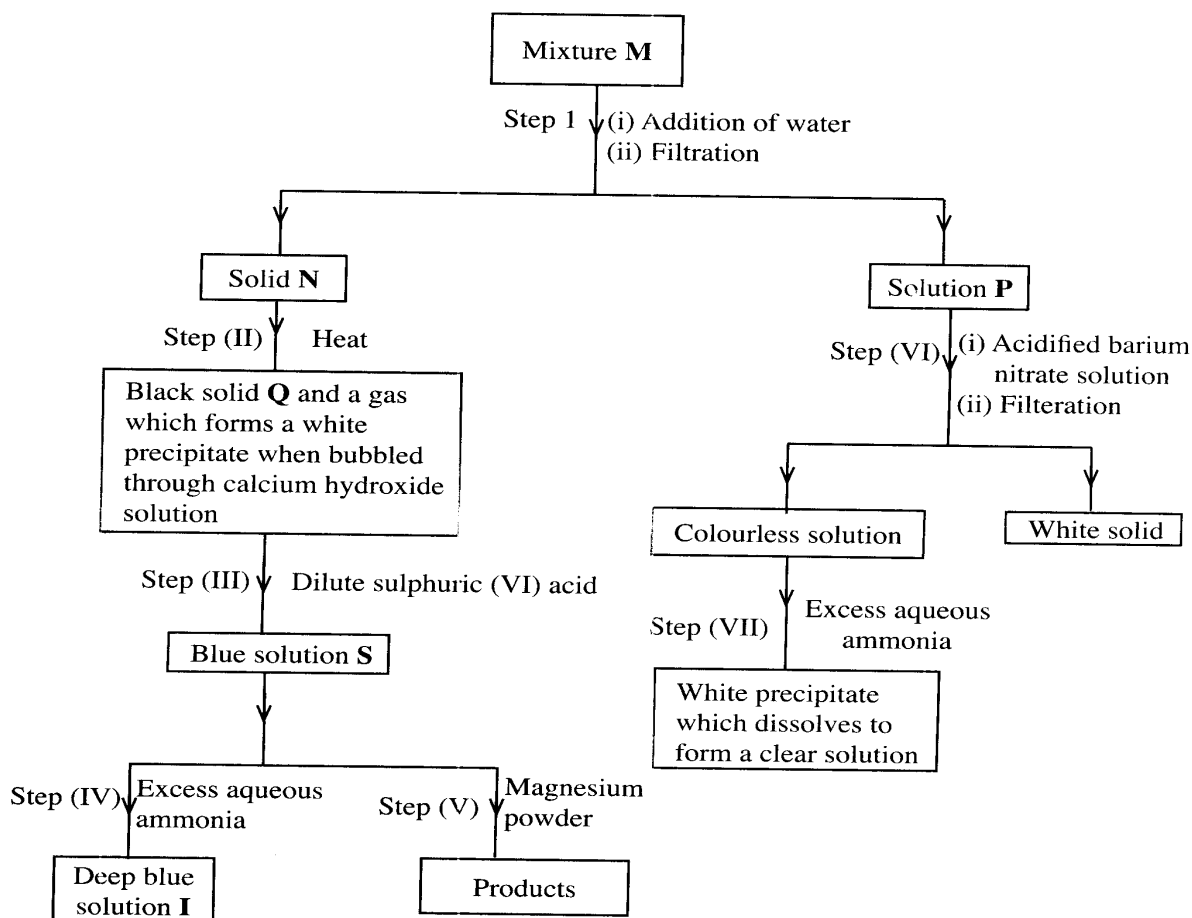 Mixture M
Step 1
(i) Addition of water
(ii) Filtration
Solid N
Solution P
Step (II)
Heat
Step (VI)
(i) Acidified barium
nitrate solution
(ii) Filteration
Black solid Q and a gas
which forms a white
precipitate when bubbled
through calcium hydroxide
solution
Colourless solution
White solid
Step (III)
Dilute sulphuric (VI) acid
Step (VII)
Excess aqueous
ammonia
Blue solution S
White precipitate
which dissolves to
form a clear solution
Step (IV)
Excess aqueous
ammonia
Step (V)
Magnesium
powder
Deep blue
solution I
Products